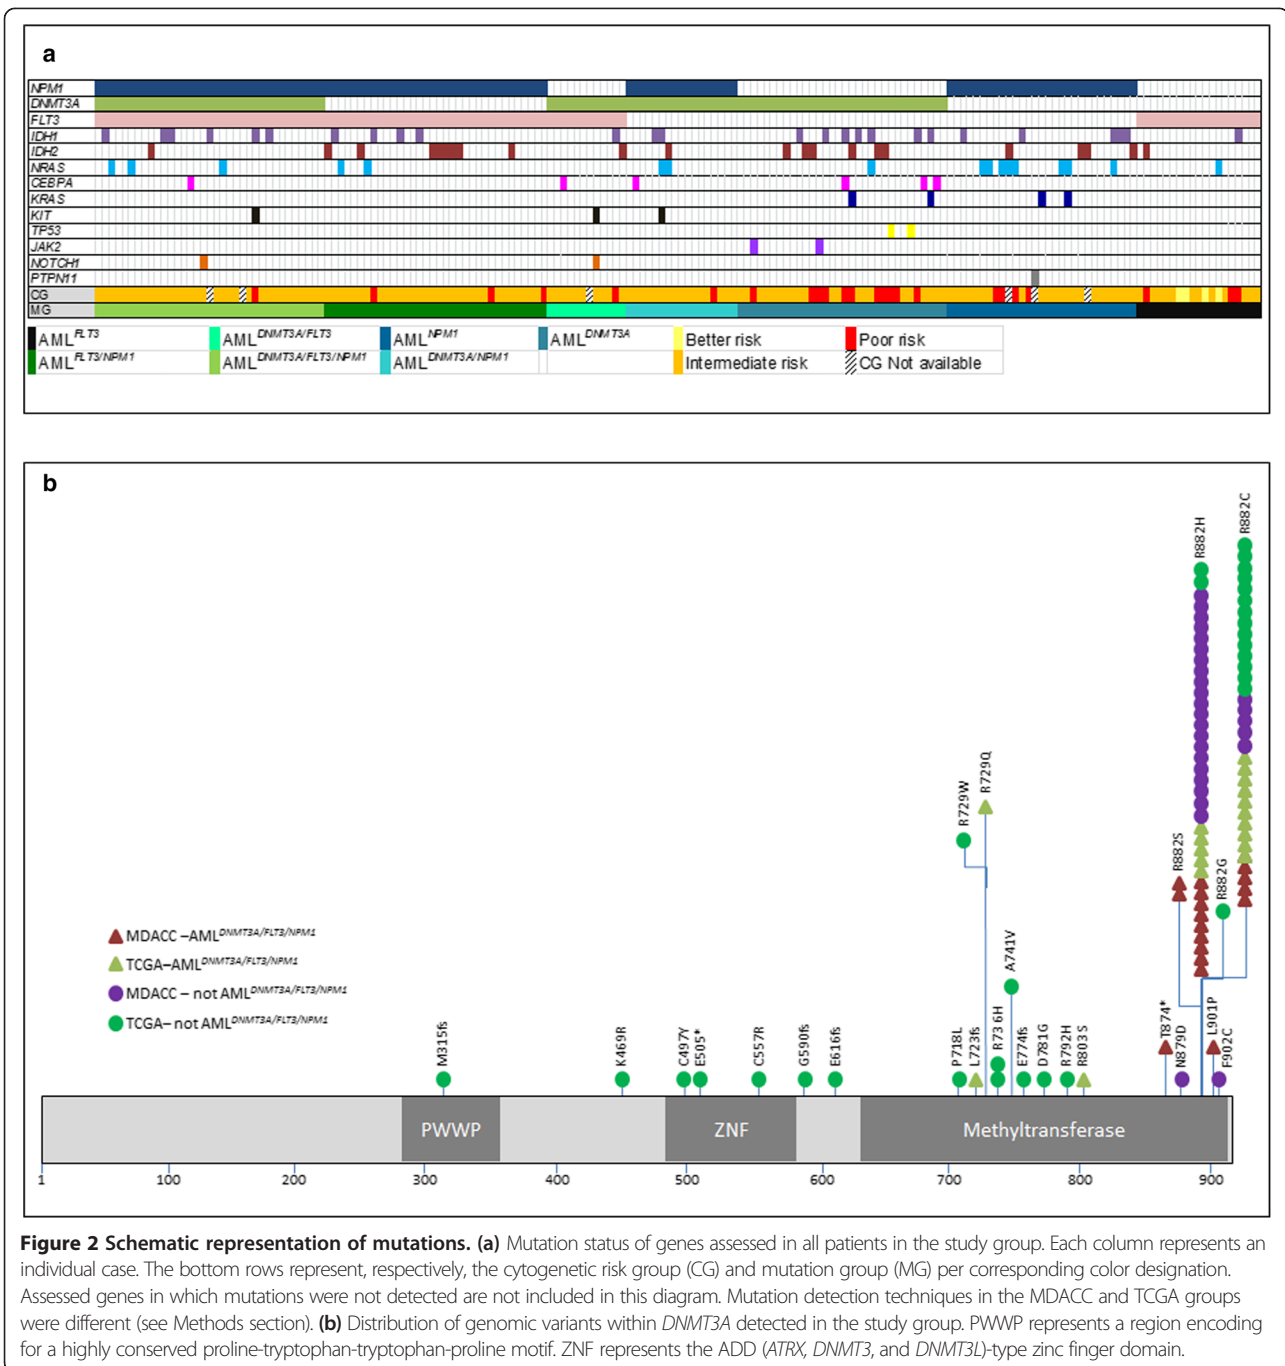 a
NPM1
DNMT3A
FLT3
IDH1
IDH2
NRAS
CEBPA
KRAS
KIT
TP53
JAK2
NOTCH1
PTPN11
CG
MG
AML^FLT3 AML^DNMT3A/FLT3 AML^NPM1 AML^DNMT3A Better risk Poor risk
AML^FLT3/NPM1 AML^DNMT3A/FLT3/NPM1 AML^DNMT3A/NPM1 Intermediate risk CG Not available
b
R882C
R882H
R729Q
R729W
R882S
R882G
A741V
MDACC –AML^DNMT3A/FLT3/NPM1
TCGA–AML^DNMT3A/FLT3/NPM1
MDACC – not AML^DNMT3A/FLT3/NPM1
TCGA– not AML^DNMT3A/FLT3/NPM1
M315fs
K469R
C497Y
E505*
C557R
G590fs
E616fs
P718L
L723fs
R73 6H
E774fs
D781G
R792H
R803 S
T874*
N879D
L901P
F902C
PWWP ZNF Methyltransferase
1 100 200 300 400 500 600 700 800 900
Figure 2 Schematic representation of mutations. (a) Mutation status of genes assessed in all patients in the study group. Each column represents an
individual case. The bottom rows represent, respectively, the cytogenetic risk group (CG) and mutation group (MG) per corresponding color designation.
Assessed genes in which mutations were not detected are not included in this diagram. Mutation detection techniques in the MDACC and TCGA groups
were different (see Methods section). (b) Distribution of genomic variants within DNMT3A detected in the study group. PWWP represents a region encoding
for a highly conserved proline-tryptophan-tryptophan-proline motif. ZNF represents the ADD (ATRX, DNMT3, and DNMT3L)-type zinc finger domain.